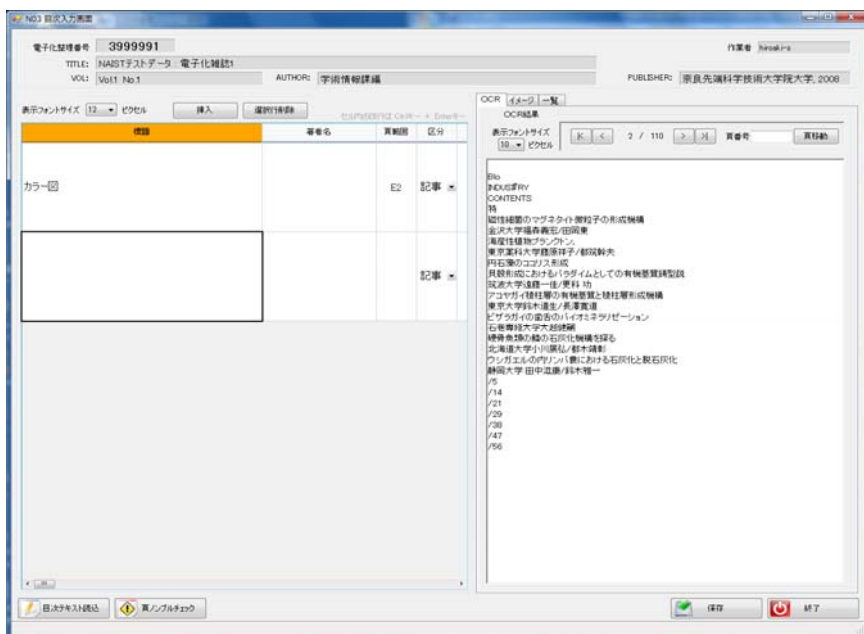 NO3 目次入力画面
電子化整理番号 3999991
作業者 hiroaki-s
TITLE: NAISTテストデータ 電子化雑誌1
VOL: Vol.1 No.1 AUTHOR: 学術情報課編 PUBLISHER: 奈良先端科学技術大学院大学, 2008
表示フォントサイズ 12 ピクセル 挿入 選択行削除
標題 著者名 頁範囲 区分
カラー図 E2 記事
記事
OCR イメージ 一覧
OCR結果
表示フォントサイズ 10 ピクセル
K < 2 / 110 > >| 頁番号 頁移動
Bio
CONTENTS
特
磁性細菌のマグネタイト微粒子の形成機構
金沢大学福森義宏/田岡東
海産性植物プランクトン,
東京薬科大学藤原祥子/都筑幹夫
円石藻のココリス形成
貝殻形成におけるパラダイムとしての有機基質鋳型説
筑波大学遠藤一佳/更科 功
アコヤガイ稜柱層の有機基質と稜柱層形成機構
東京大学鈴木道生/長澤寛道
ヒザラガイの歯舌のバイオミネラリゼーション
石巻専修大学大越健嗣
硬骨魚類の鱗の石灰化機構を探る
北海道大学小川展弘/都木靖彰
ウシガエルの内リンパ嚢における石灰化と脱石灰化
静岡大学 田中滋康/鈴木雅一
/5
/14
/21
/29
/38
/47
/56
目次テキスト読込 頁ノンブルチェック 保存 終了